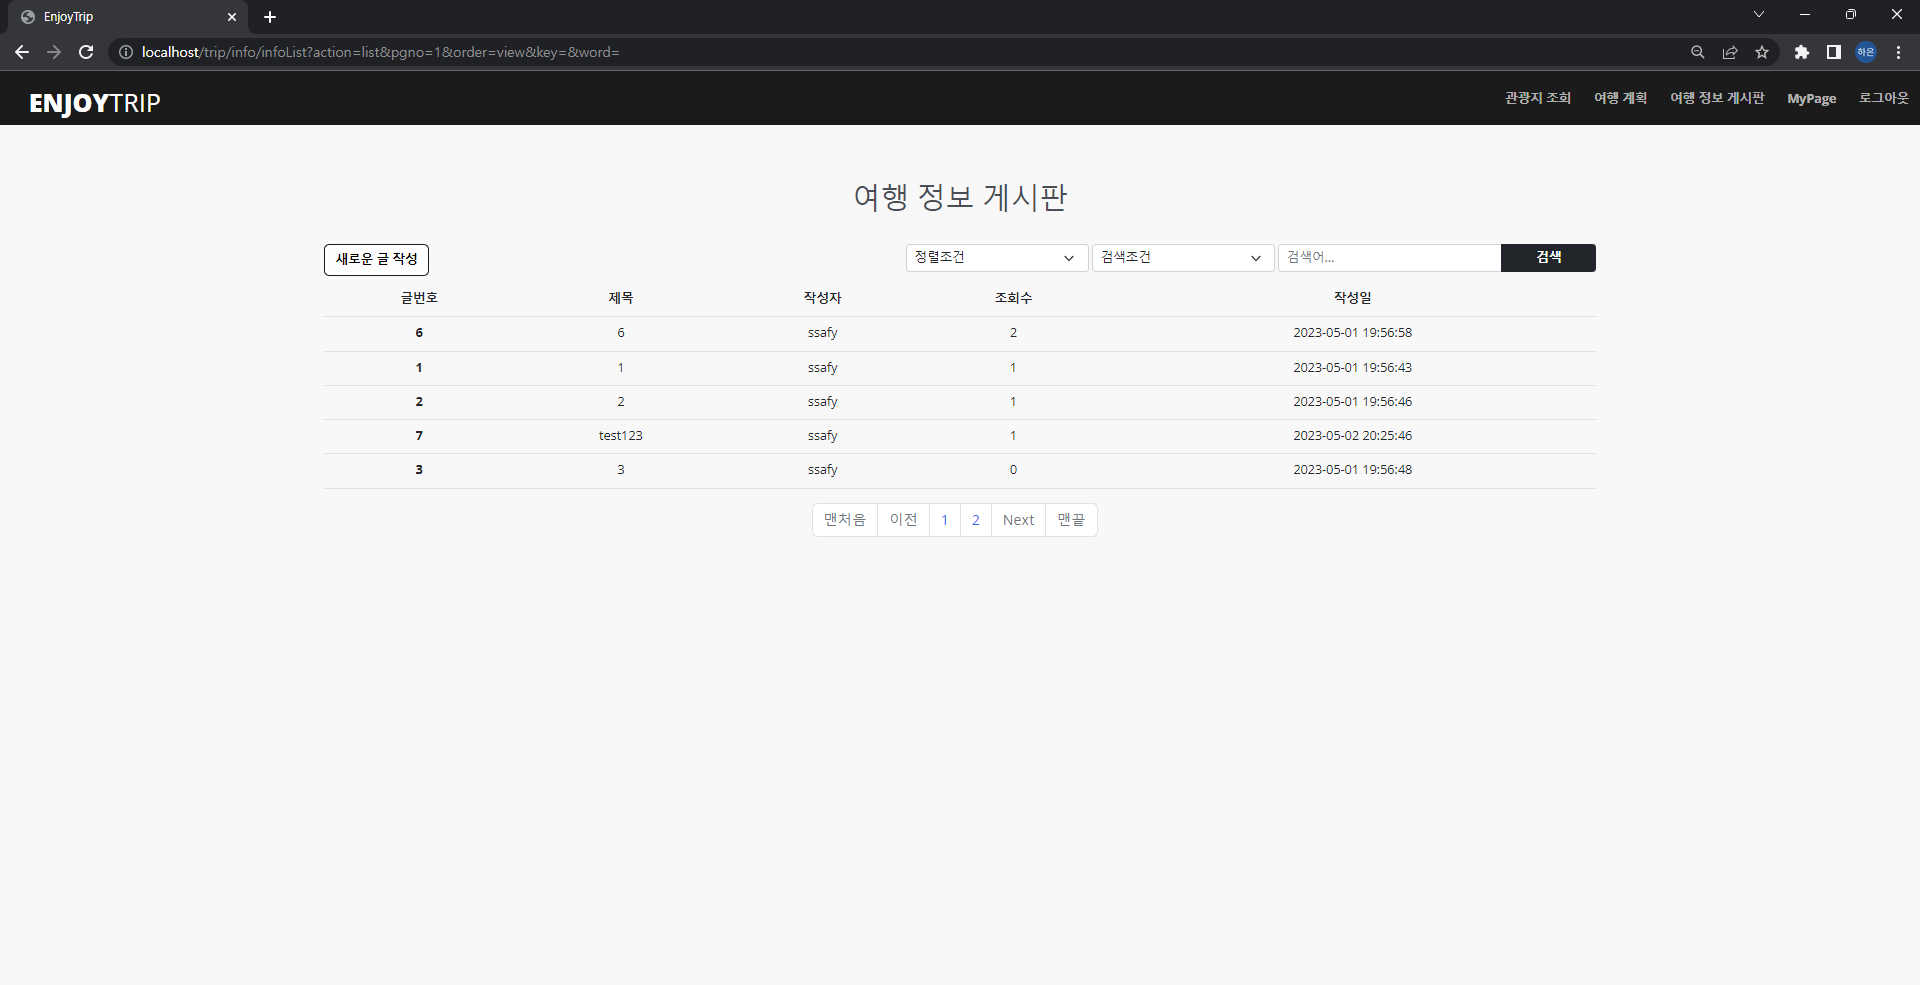 EnjoyTrip
localhost/trip/info/infoList?action=list&pgno=1&order=view&key=&word=
하은
ENJOYTRIP
관광지 조회 여행 계획 여행 정보 게시판 MyPage 로그아웃
여행 정보 게시판
새로운 글 작성 정렬조건 검색조건 검색어... 검색
글번호 제목 작성자 조회수 작성일
6 6 ssafy 2 2023-05-01 19:56:58
1 1 ssafy 1 2023-05-01 19:56:43
2 2 ssafy 1 2023-05-01 19:56:46
7 test123 ssafy 1 2023-05-02 20:25:46
3 3 ssafy 0 2023-05-01 19:56:48
맨처음 이전 1 2 Next 맨끝